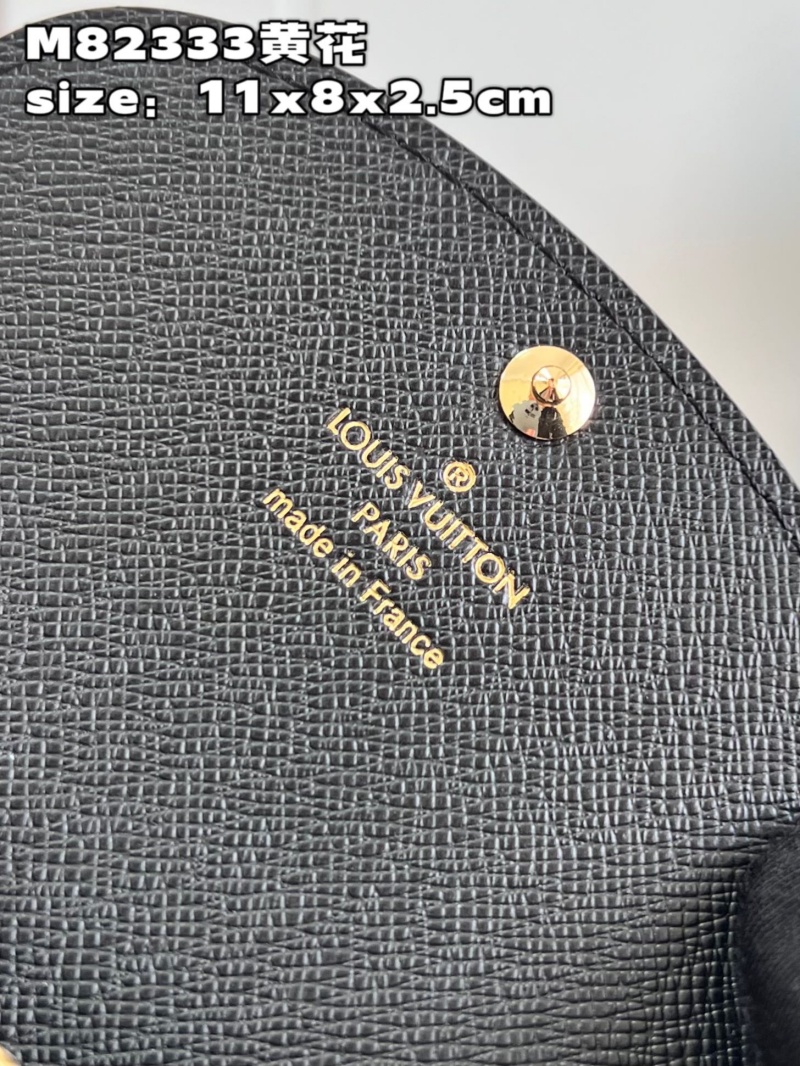 M82333黄花
size：11x8x2.5cm
®
LOUIS VUITTON
PARIS
made in France